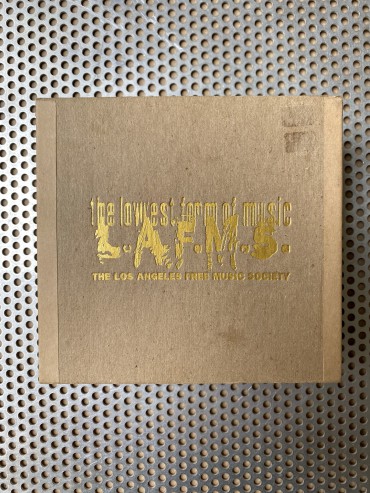 the lowest form of music
L.A.F.M.S.
THE LOS ANGELES FREE MUSIC SOCIETY